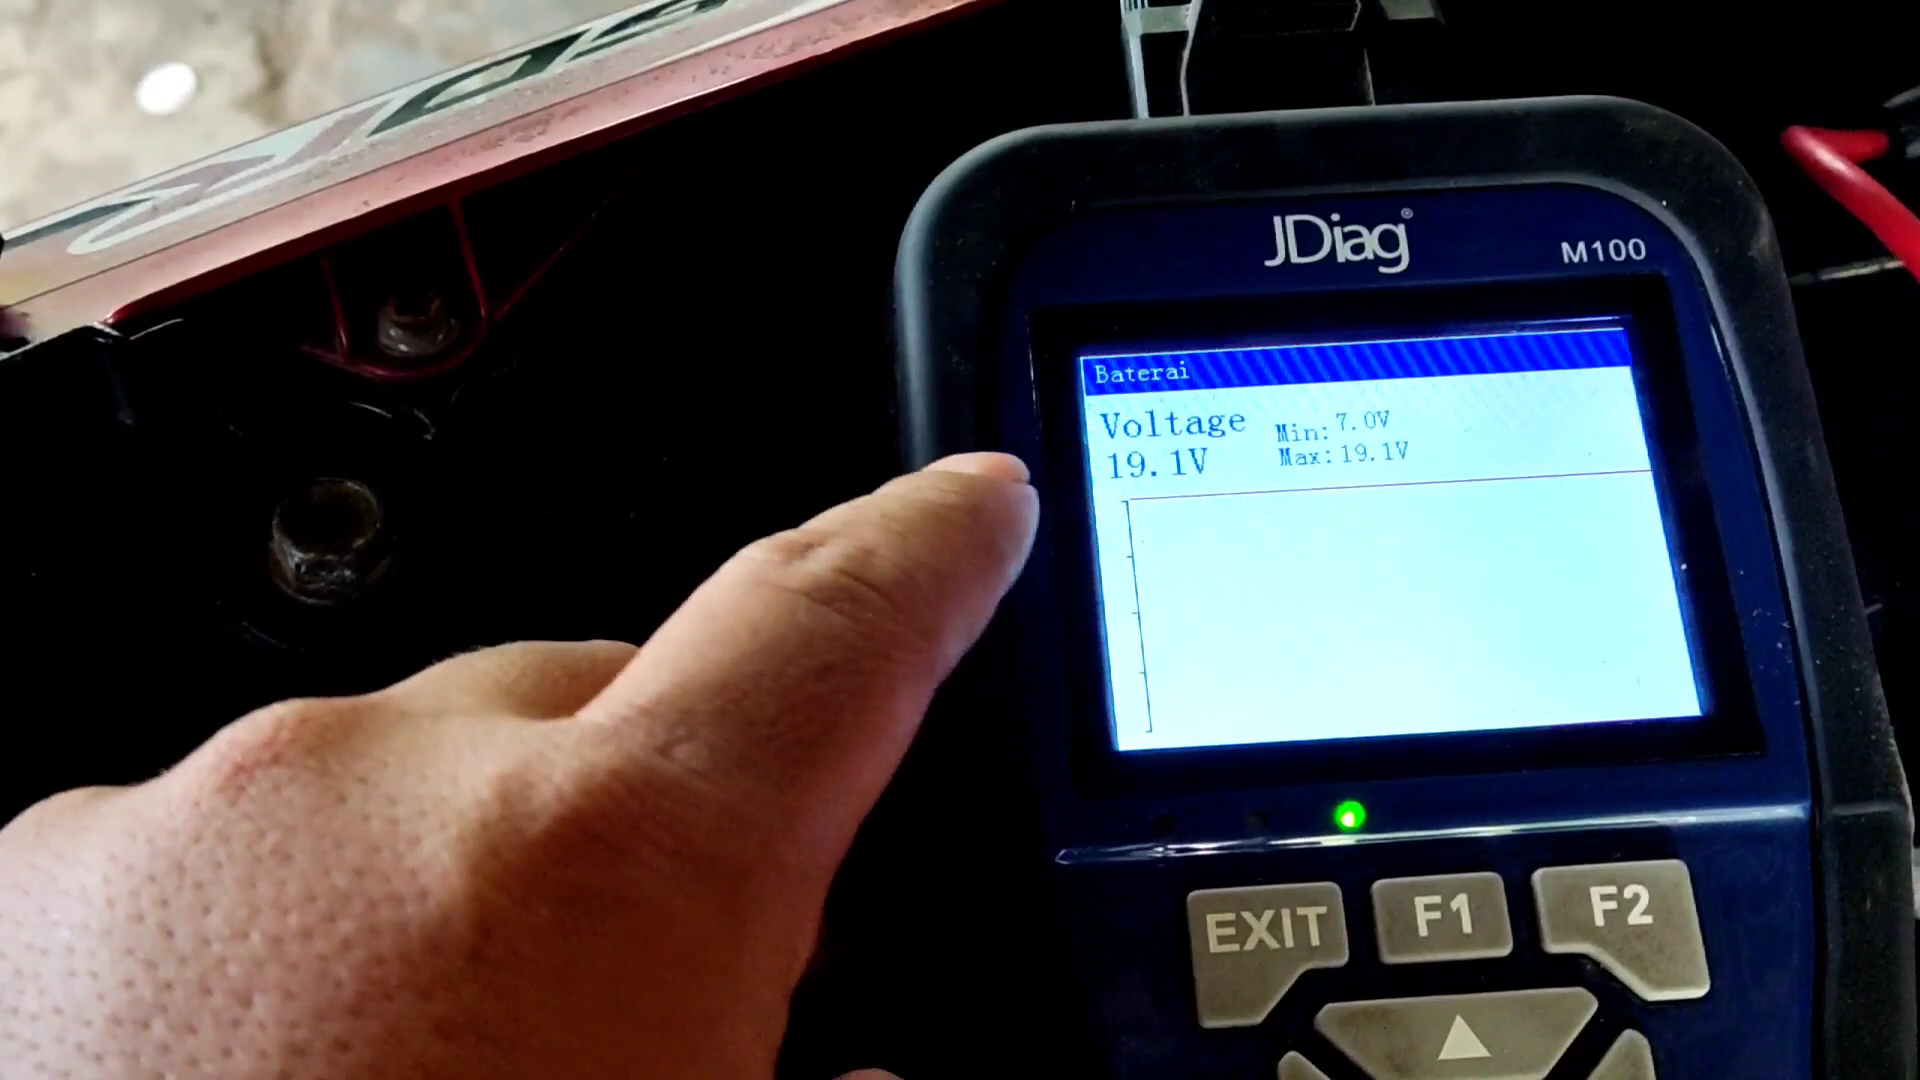 JDiag®
M100
Baterai
Voltage
19.1V
Min: 7.0V
Max: 19.1V
EXIT
F1
F2